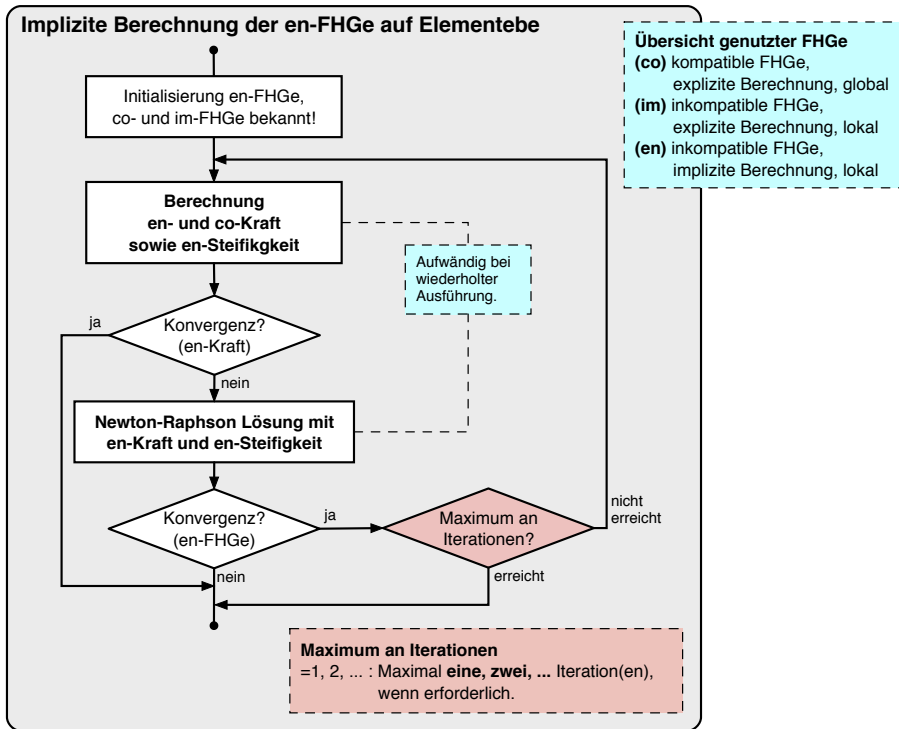 Implizite Berechnung der en-FHGe auf Elementebe
Übersicht genutzter FHGe
(co) kompatible FHGe,
explizite Berechnung, global
(im) inkompatible FHGe,
explizite Berechnung, lokal
(en) inkompatible FHGe,
implizite Berechnung, lokal
Initialisierung en-FHGe,
co- und im-FHGe bekannt!
Berechnung
en- und co-Kraft
sowie en-Steifikgkeit
Aufwändig bei
wiederholter
Ausführung.
ja
Konvergenz?
(en-Kraft)
nein
Newton-Raphson Lösung mit
en-Kraft und en-Steifigkeit
Konvergenz?
(en-FHGe)
ja
nein
Maximum an
Iterationen?
nicht
erreicht
erreicht
Maximum an Iterationen
=1, 2, ... : Maximal eine, zwei, ... Iteration(en),
wenn erforderlich.